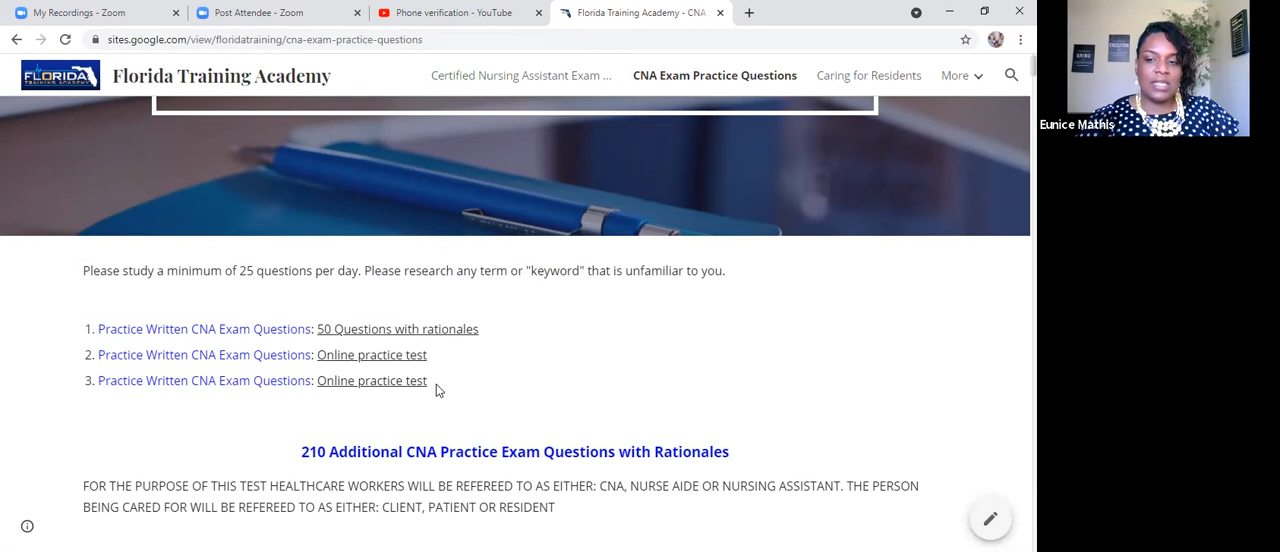 My Recordings - Zoom
Post Attendee - Zoom
Phone verification - YouTube
Florida Training Academy - CNA
sites.google.com/view/floridatraining/cna-exam-practice-questions
FLORIDA
TRAINING ACADEMY
Florida Training Academy
Certified Nursing Assistant Exam ...
CNA Exam Practice Questions
Caring for Residents
More
Eunice Mathis
Please study a minimum of 25 questions per day. Please research any term or "keyword" that is unfamiliar to you.
1. Practice Written CNA Exam Questions: 50 Questions with rationales
2. Practice Written CNA Exam Questions: Online practice test
3. Practice Written CNA Exam Questions: Online practice test
210 Additional CNA Practice Exam Questions with Rationales
FOR THE PURPOSE OF THIS TEST HEALTHCARE WORKERS WILL BE REFEREED TO AS EITHER: CNA, NURSE AIDE OR NURSING ASSISTANT. THE PERSON
BEING CARED FOR WILL BE REFEREED TO AS EITHER: CLIENT, PATIENT OR RESIDENT